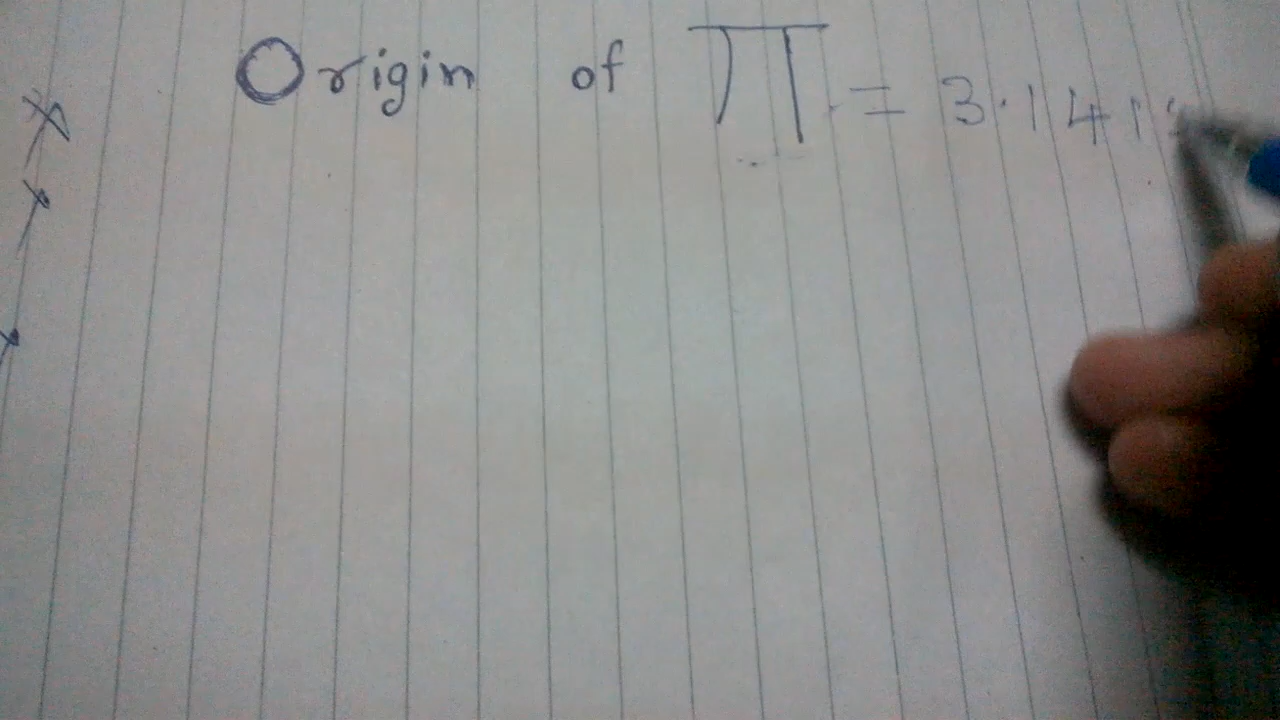 Origin of π = 3.141